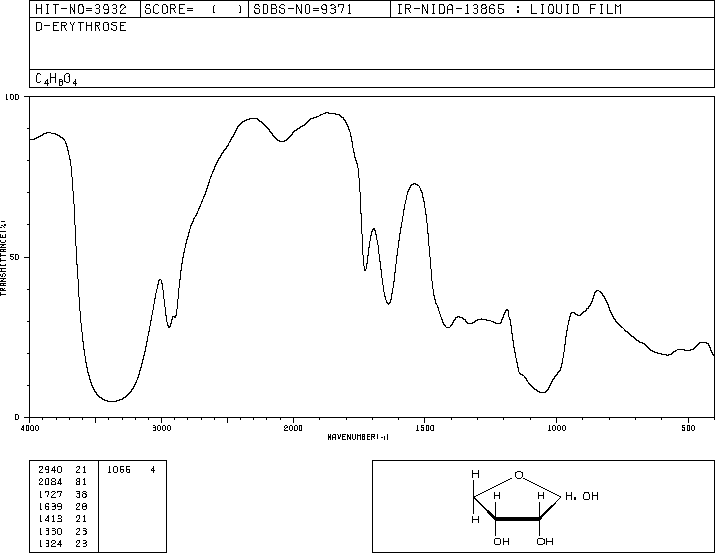 HIT-NO=3932 SCORE= ( ) SDBS-NO=9371 IR-NIDA-13865 : LIQUID FILM
D-ERYTHROSE
C4H8O4
100
50
0
TRANSMITTANCE(%)
4000 3000 2000 1500 1000 500
WAVENUMBER(-1)
2940 21 1066 4
2084 81
1727 38
1639 20
1413 21
1330 23
1324 23
H O
H H H, OH
H
OH OH